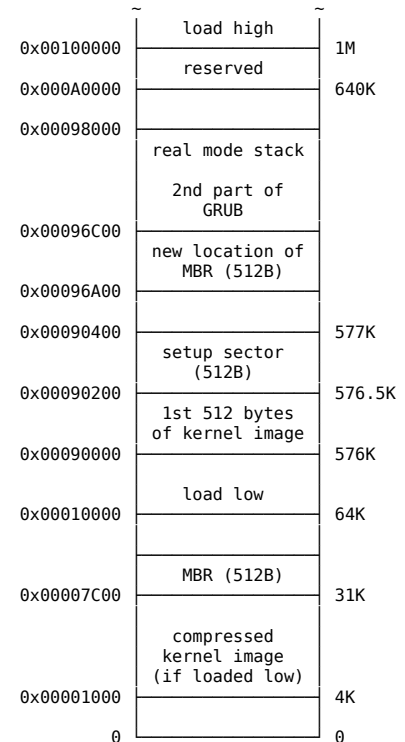 ~ ~
load high
0x00100000 1M
reserved
0x000A0000 640K
0x00098000
real mode stack
2nd part of
GRUB
0x00096C00
new location of
MBR (512B)
0x00096A00
0x00090400 577K
setup sector
(512B)
0x00090200 576.5K
1st 512 bytes
of kernel image
0x00090000 576K
load low
0x00010000 64K
MBR (512B)
0x00007C00 31K
compressed
kernel image
(if loaded low)
0x00001000 4K
0 0